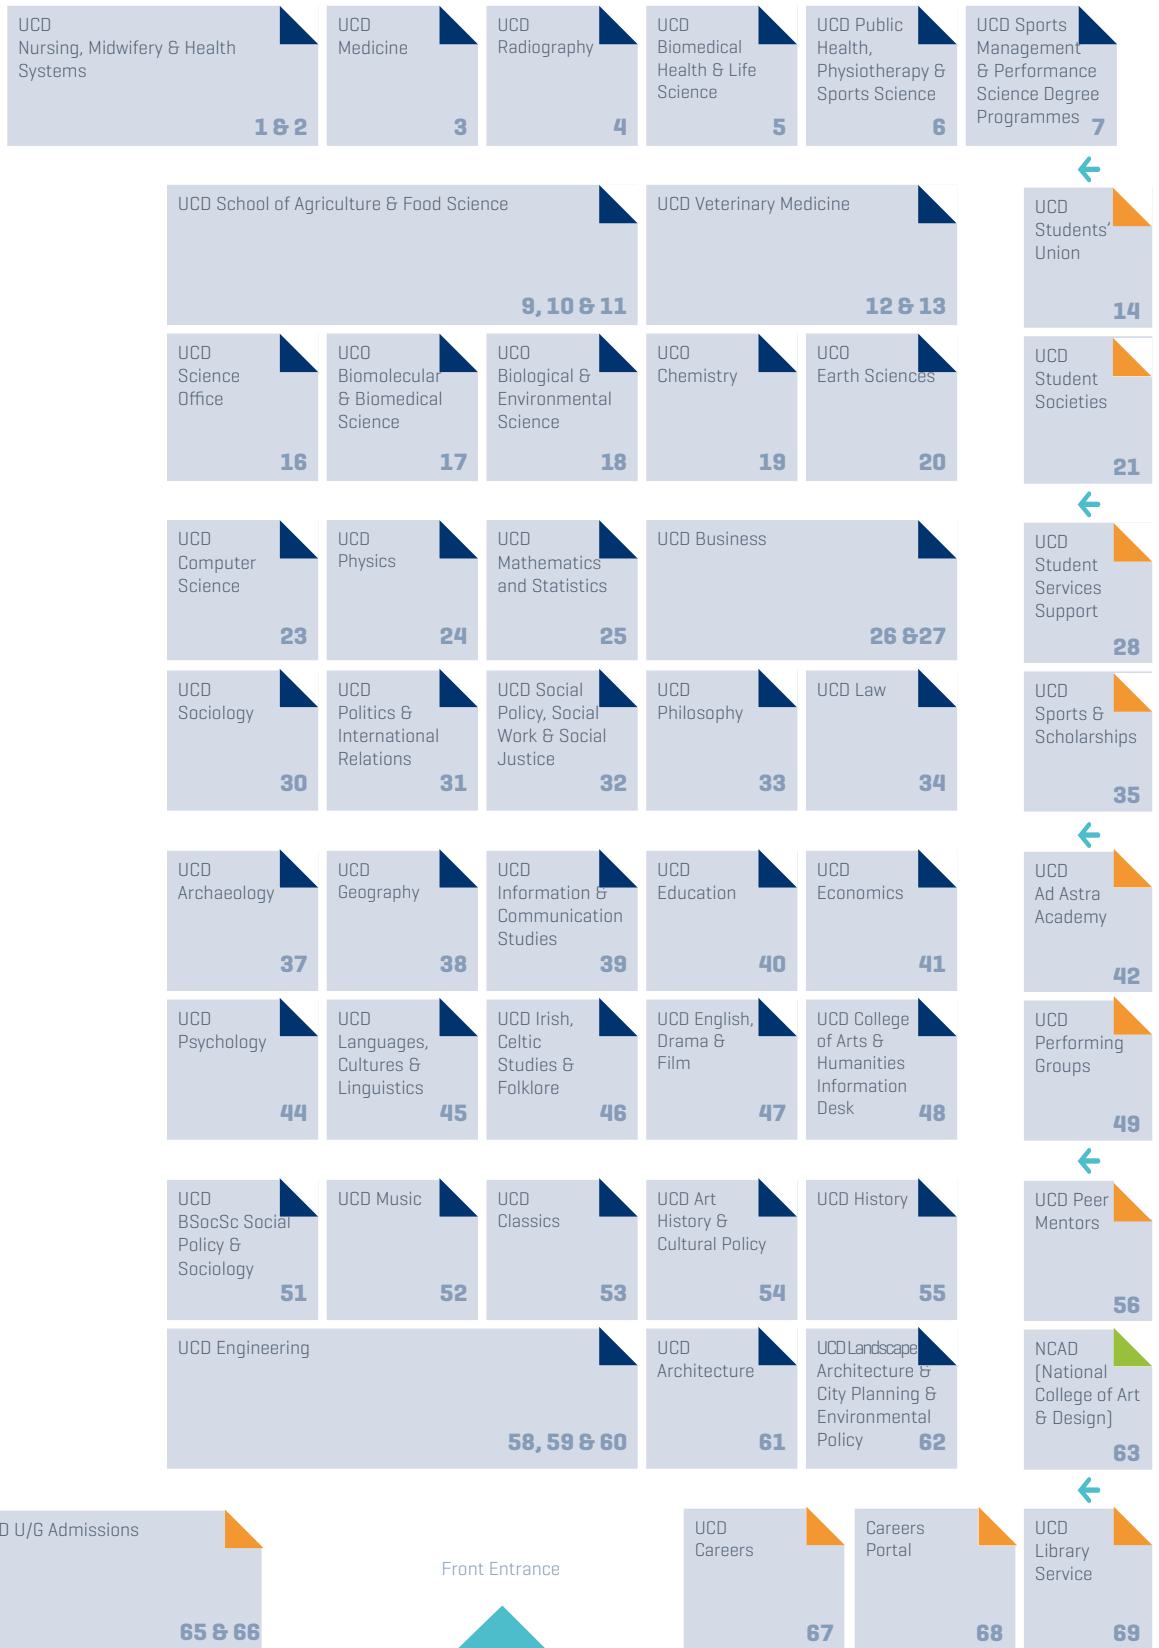 UCD
Nursing, Midwifery & Health
Systems
1 & 2
UCD
Medicine
3
UCD
Radiography
4
UCD
Biomedical
Health & Life
Science
5
UCD Public
Health,
Physiotherapy &
Sports Science
6
UCD Sports
Management
& Performance
Science Degree
Programmes
7
UCD School of Agriculture & Food Science
9, 10 & 11
UCD Veterinary Medicine
12 & 13
UCD
Students'
Union
14
UCD
Science
Office
16
UCO
Biomolecular
& Biomedical
Science
17
UCO
Biological &
Environmental
Science
18
UCO
Chemistry
19
UCO
Earth Sciences
20
UCD
Student
Societies
21
UCD
Computer
Science
23
UCD
Physics
24
UCD
Mathematics
and Statistics
25
UCD Business
26 &27
UCD
Student
Services
Support
28
UCD
Sociology
30
UCD
Politics &
International
Relations
31
UCD Social
Policy, Social
Work & Social
Justice
32
UCD
Philosophy
33
UCD Law
34
UCD
Sports &
Scholarships
35
UCD
Archaeology
37
UCD
Geography
38
UCD
Information &
Communication
Studies
39
UCD
Education
40
UCD
Economics
41
UCD
Ad Astra
Academy
42
UCD
Psychology
44
UCD
Languages,
Cultures &
Linguistics
45
UCD Irish,
Celtic
Studies &
Folklore
46
UCD English,
Drama &
Film
47
UCD College
of Arts &
Humanities
Information
Desk
48
UCD
Performing
Groups
49
UCD
BSocSc Social
Policy &
Sociology
51
UCD Music
52
UCD
Classics
53
UCD Art
History &
Cultural Policy
54
UCD History
55
UCD Peer
Mentors
56
UCD Engineering
58, 59 & 60
UCD
Architecture
61
UCD Landscape
Architecture &
City Planning &
Environmental
Policy
62
NCAD
(National
College of Art
& Design)
63
D U/G Admissions
65 & 66
Front Entrance
UCD
Careers
67
Careers
Portal
68
UCD
Library
Service
69